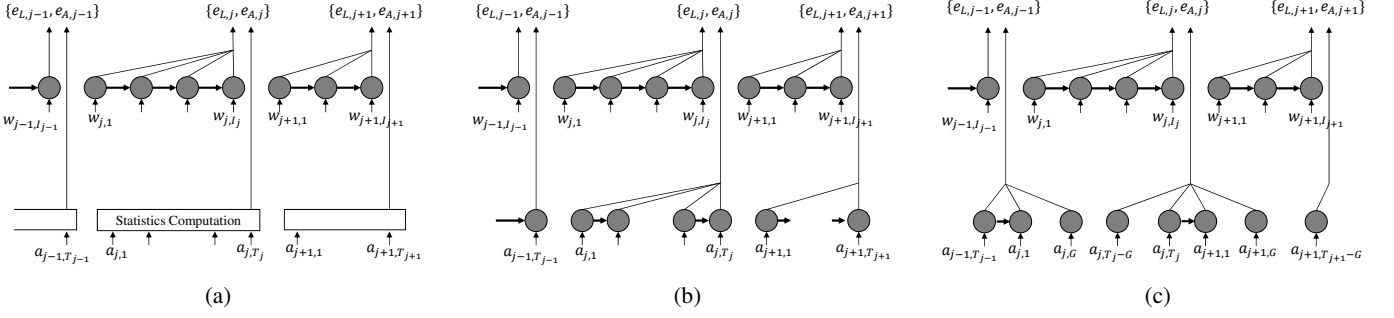 {e_{L,j−1}, e_{A,j−1}} {e_{L,j}, e_{A,j}} {e_{L,j+1}, e_{A,j+1}}
w_{j−1,I_{j−1}} w_{j,1} w_{j,I_j} w_{j+1,1} w_{j+1,I_{j+1}}
Statistics Computation
a_{j−1,T_{j−1}} a_{j,1} a_{j,T_j} a_{j+1,1} a_{j+1,T_{j+1}}
(a)
{e_{L,j−1}, e_{A,j−1}} {e_{L,j}, e_{A,j}} {e_{L,j+1}, e_{A,j+1}}
w_{j−1,I_{j−1}} w_{j,1} w_{j,I_j} w_{j+1,1} w_{j+1,I_{j+1}}
a_{j−1,T_{j−1}} a_{j,1} a_{j,T_j} a_{j+1,1} a_{j+1,T_{j+1}}
(b)
{e_{L,j−1}, e_{A,j−1}} {e_{L,j}, e_{A,j}} {e_{L,j+1}, e_{A,j+1}}
w_{j−1,I_{j−1}} w_{j,1} w_{j,I_j} w_{j+1,1} w_{j+1,I_{j+1}}
a_{j−1,T_{j−1}} a_{j,1} a_{j,G} a_{j,T_j−G} a_{j,T_j} a_{j+1,1} a_{j+1,G} a_{j+1,T_{j+1}−G}
(c)